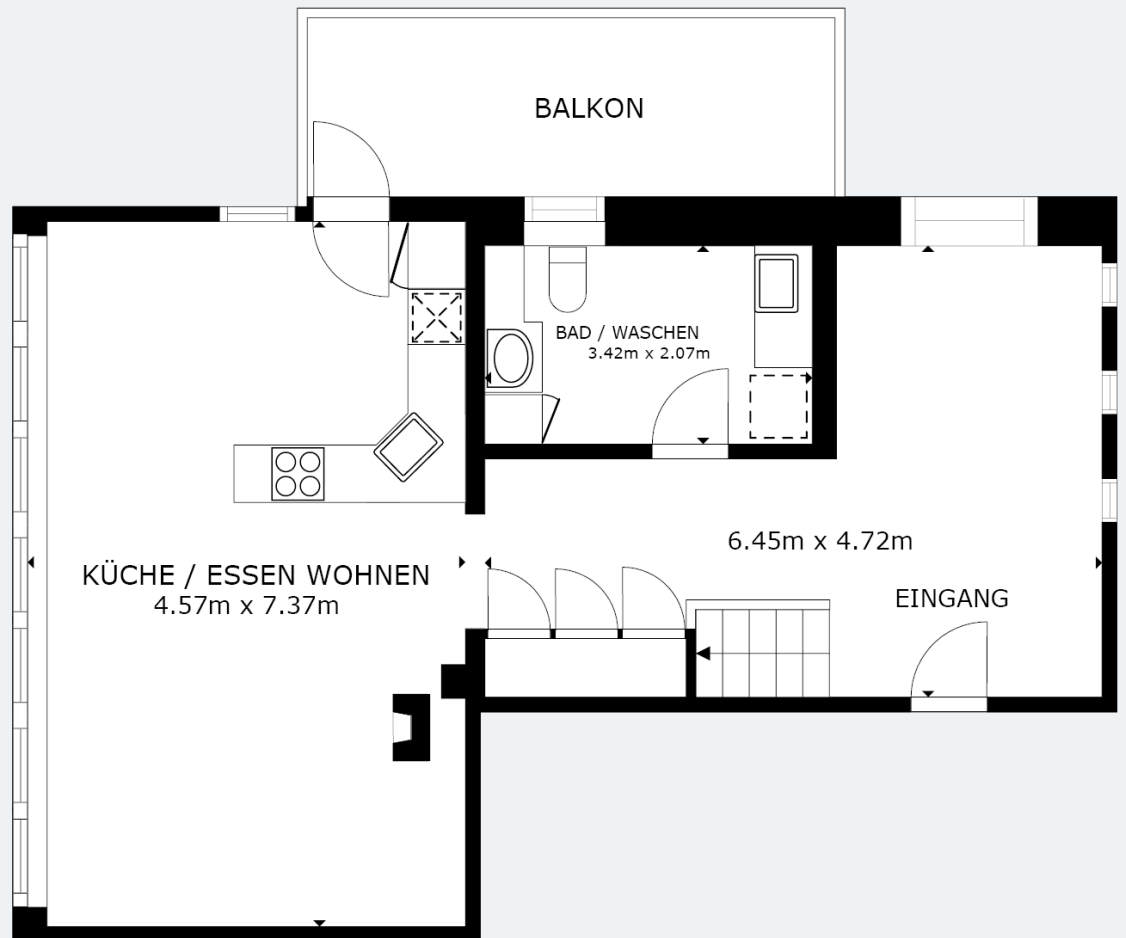 BALKON
BAD / WASCHEN
3.42m x 2.07m
6.45m x 4.72m
KÜCHE / ESSEN WOHNEN
4.57m x 7.37m
EINGANG